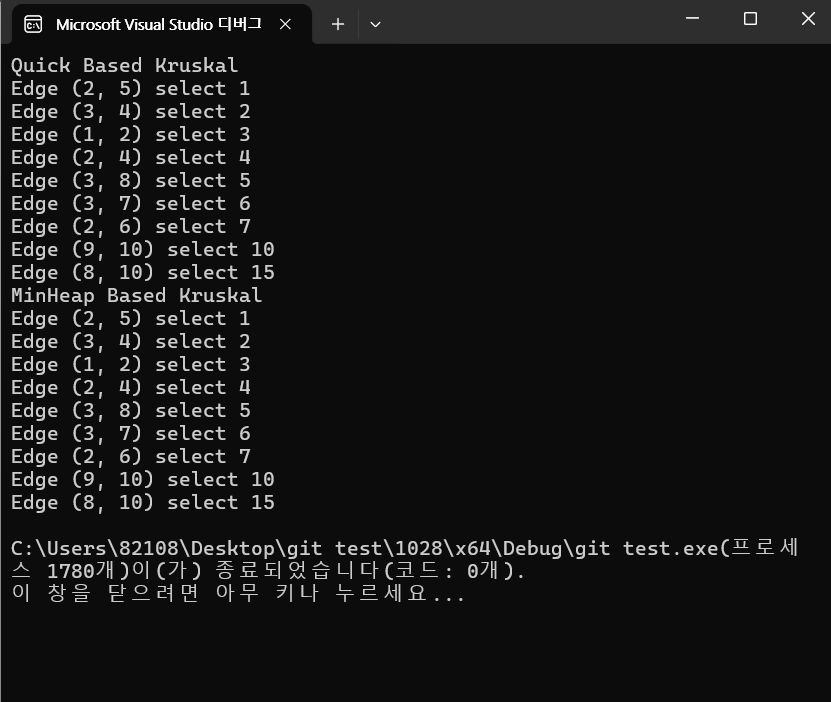 Microsoft Visual Studio 디버그
Quick Based Kruskal
Edge (2, 5) select 1
Edge (3, 4) select 2
Edge (1, 2) select 3
Edge (2, 4) select 4
Edge (3, 8) select 5
Edge (3, 7) select 6
Edge (2, 6) select 7
Edge (9, 10) select 10
Edge (8, 10) select 15
MinHeap Based Kruskal
Edge (2, 5) select 1
Edge (3, 4) select 2
Edge (1, 2) select 3
Edge (2, 4) select 4
Edge (3, 8) select 5
Edge (3, 7) select 6
Edge (2, 6) select 7
Edge (9, 10) select 10
Edge (8, 10) select 15
C:\Users\82108\Desktop\git test\1028\x64\Debug\git test.exe(프로세
스 1780개)이(가) 종료되었습니다(코드: 0개).
이 창을 닫으려면 아무 키나 누르세요...